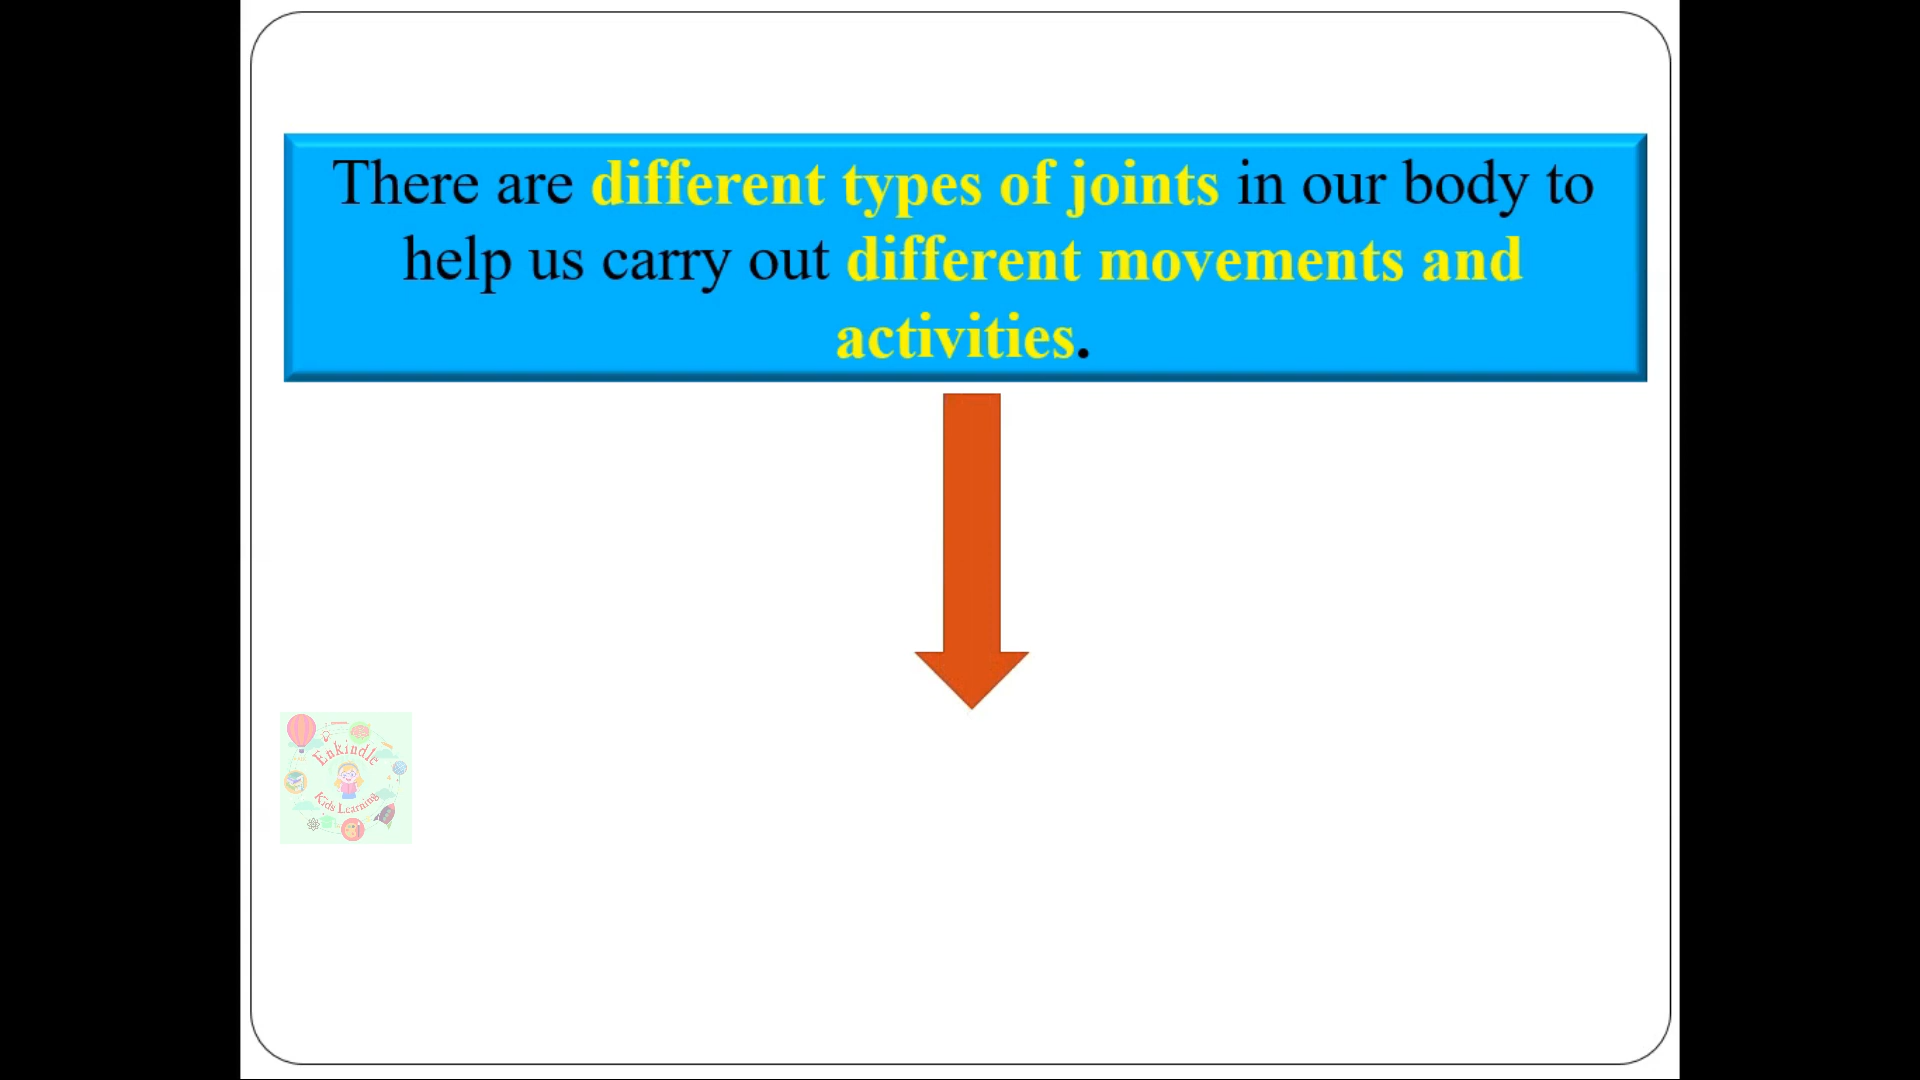 There are different types of joints in our body to
help us carry out different movements and
activities.
Enkindle
Kids Learning